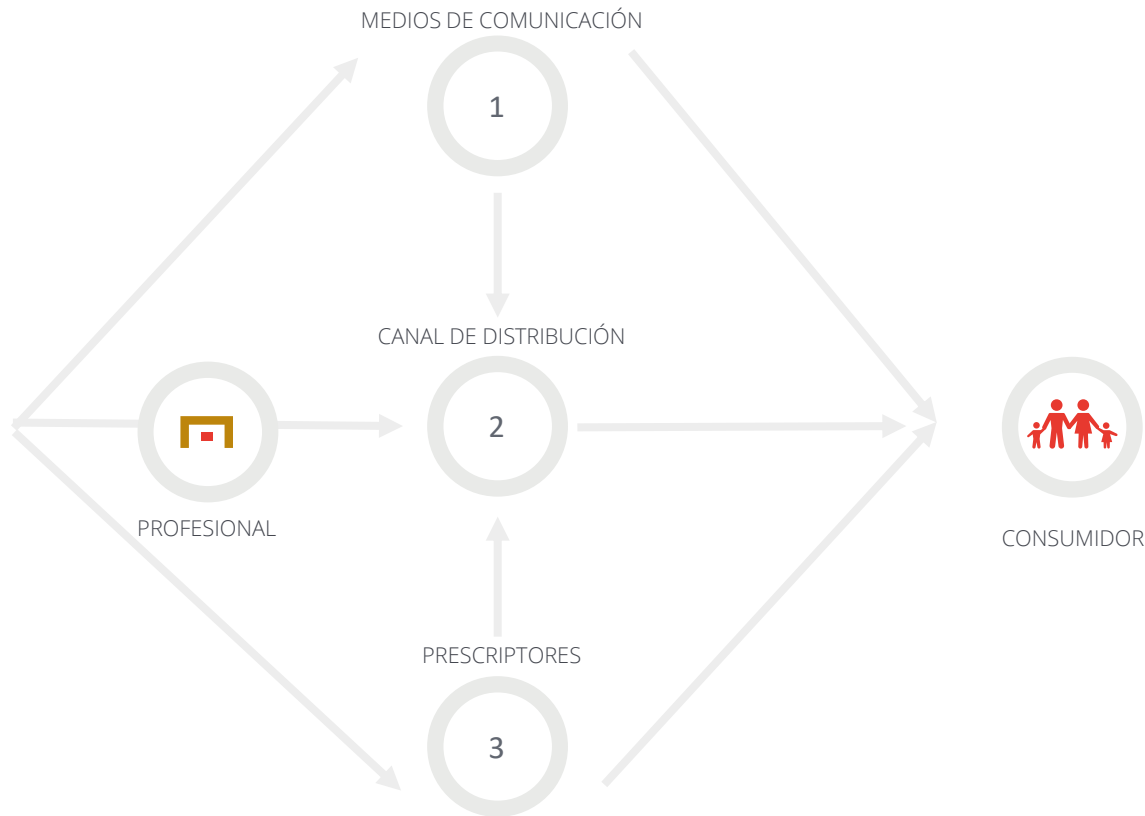 MEDIOS DE COMUNICACIÓN
1
CANAL DE DISTRIBUCIÓN
2
PROFESIONAL
CONSUMIDOR
PRESCRIPTORES
3